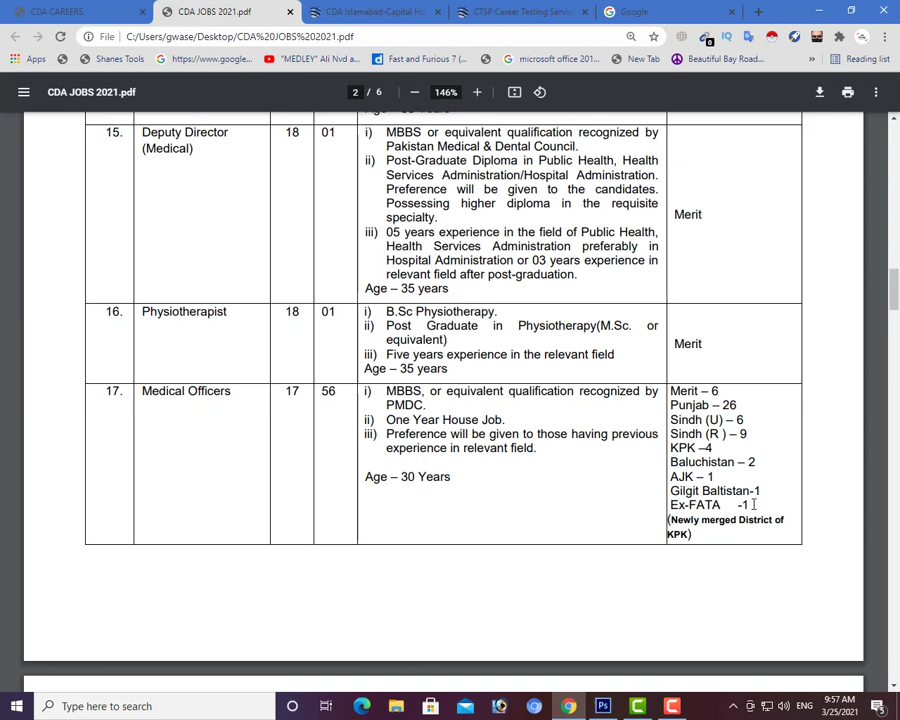 CDA CAREERS
CDA JOBS 2021.pdf
CDA Islamabad-Capital Ho
CTSP Career Testing Service
Google
File
C:/Users/gwase/Desktop/CDA%20JOBS%202021.pdf
Apps
Shanes Tools
https://www.google...
"MEDLEY" Ali Nvd a...
Fast and Furious 7 (...
microsoft office 201...
New Tab
Beautiful Bay Road...
»
Reading list
CDA JOBS 2021.pdf
2 / 6
146%
15.
Deputy Director
(Medical)
18
01
i) MBBS or equivalent qualification recognized by
Pakistan Medical & Dental Council.
ii) Post-Graduate Diploma in Public Health, Health
Services Administration/Hospital Administration.
Preference will be given to the candidates.
Possessing higher diploma in the requisite
specialty.
iii) 05 years experience in the field of Public Health,
Health Services Administration preferably in
Hospital Administration or 03 years experience in
relevant field after post-graduation.
Age – 35 years
Merit
16.
Physiotherapist
18
01
i) B.Sc Physiotherapy.
ii) Post Graduate in Physiotherapy(M.Sc. or
equivalent)
iii) Five years experience in the relevant field
Age – 35 years
Merit
17.
Medical Officers
17
56
i) MBBS, or equivalent qualification recognized by
PMDC.
ii) One Year House Job.
iii) Preference will be given to those having previous
experience in relevant field.
Age – 30 Years
Merit – 6
Punjab – 26
Sindh (U) – 6
Sindh (R ) – 9
KPK –4
Baluchistan – 2
AJK – 1
Gilgit Baltistan-1
Ex-FATA -1
(Newly merged District of
KPK)
Type here to search
9:57 AM
3/25/2021
5